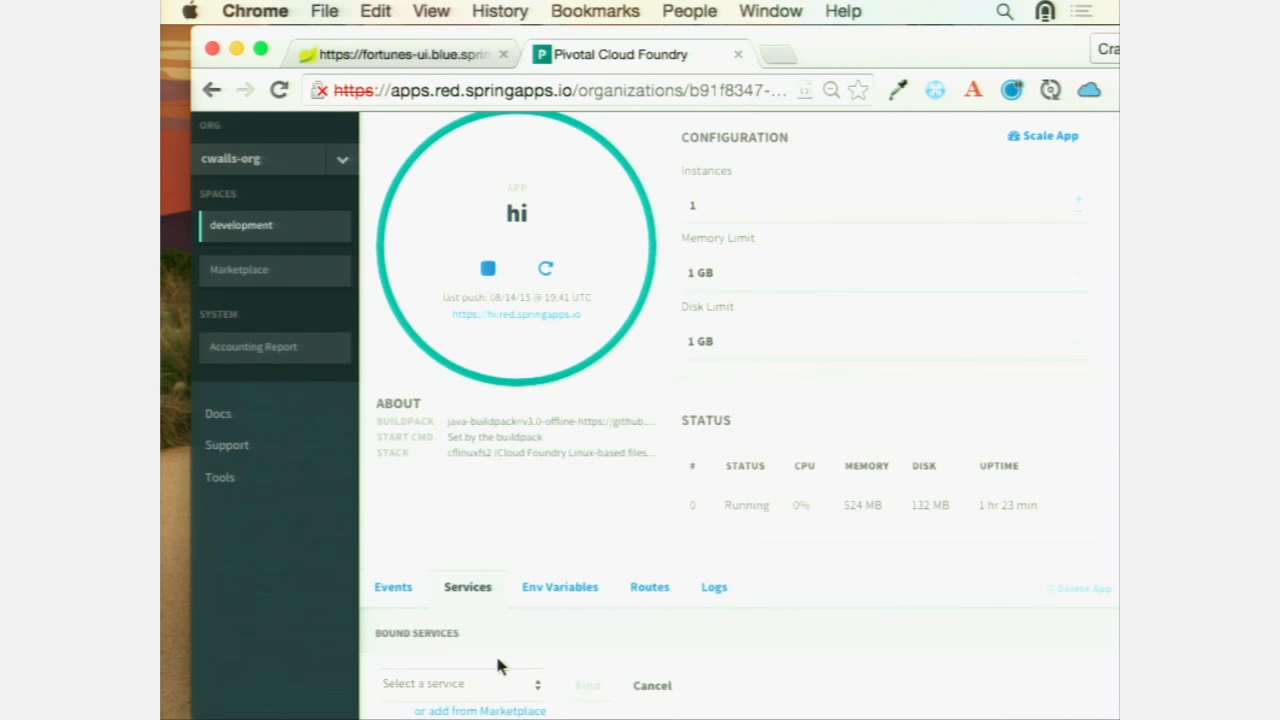 Chrome File Edit View History Bookmarks People Window Help
https://fortunes-ui.blue.sprin
Pivotal Cloud Foundry
Cra
https://apps.red.springapps.io/organizations/b91f8347-...
ORG
cwalls-org
SPACES
development
Marketplace
SYSTEM
Accounting Report
Docs
Support
Tools
APP
hi
last push: 08/14/15 @ 19:41 UTC
https://hi.red.springapps.io
ABOUT
BUILDPACK java-buildpack=v3.0-offline-https://github....
START CMD Set by the buildpack
STACK cflinuxfs2 (Cloud Foundry Linux-based files...
CONFIGURATION
Scale App
Instances
1
Memory Limit
1 GB
Disk Limit
1 GB
STATUS
# STATUS CPU MEMORY DISK UPTIME
0 Running 0% 524 MB 132 MB 1 hr 23 min
Events Services Env Variables Routes Logs
Delete App
BOUND SERVICES
Select a service
Bind Cancel
or add from Marketplace